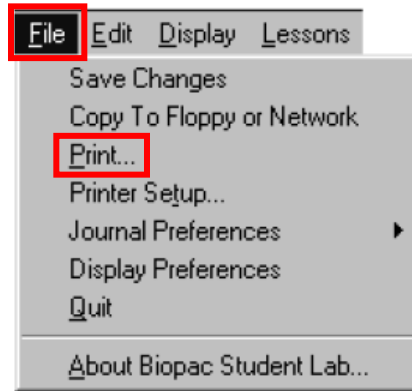 File Edit Display Lessons
Save Changes
Copy To Floppy or Network
Print...
Printer Setup...
Journal Preferences
Display Preferences
Quit
About Biopac Student Lab...